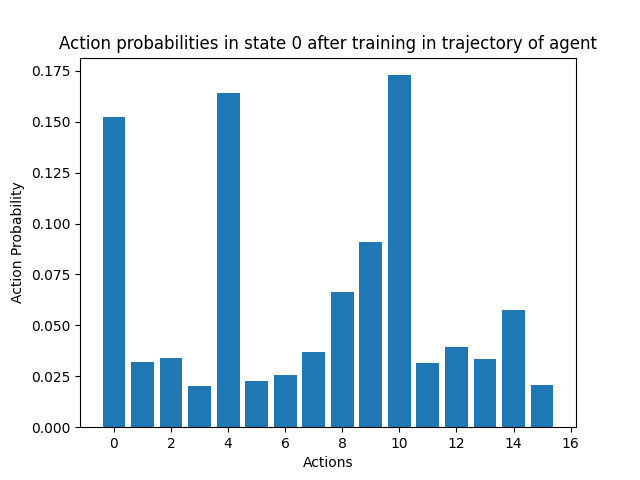 Action probabilities in state 0 after training in trajectory of agent
0.175
0.150
0.125
0.100
0.075
0.050
0.025
0.000
Action Probability
0 2 4 6 8 10 12 14 16
Actions